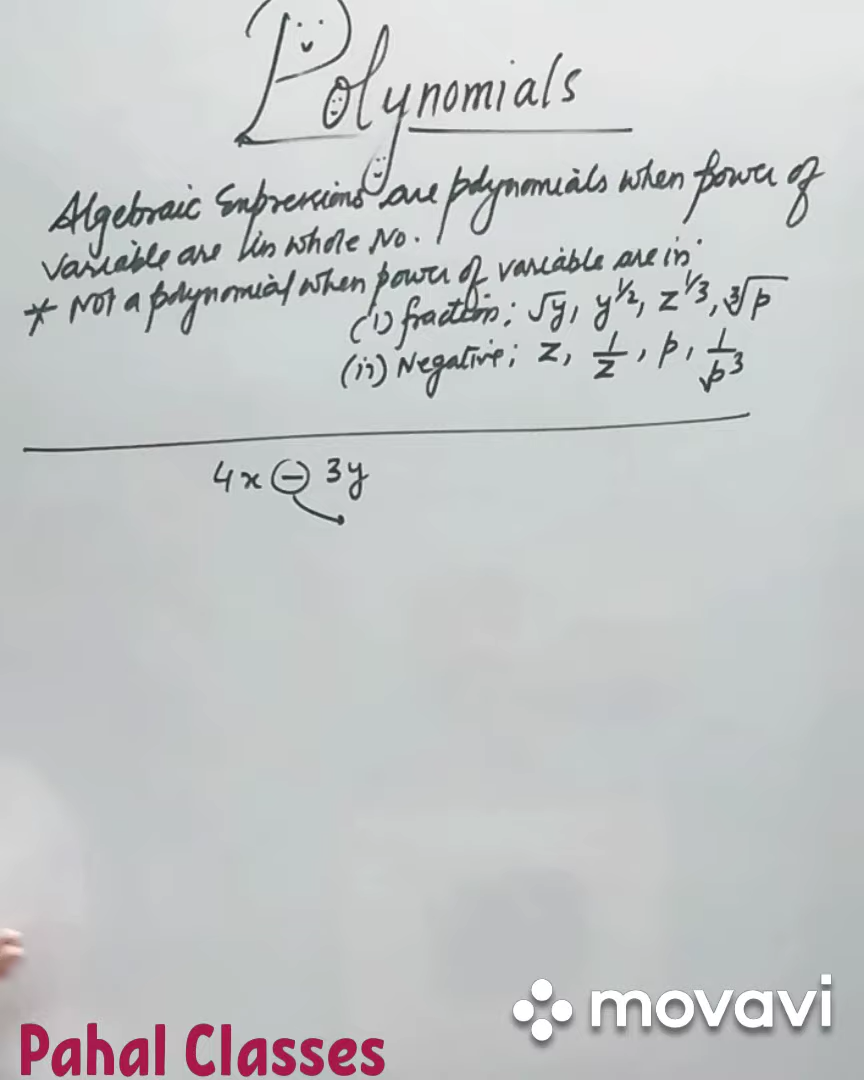 Polynomials
Algebraic Expressions are polynomials when power of
variable are in whole No.
* Not a polynomial when power of variable are in
(i) fraction; √y, y^1/2, z^1/3, ∛p
(ii) Negative; z, 1/z, p, 1/p^3
4x - 3y
movavi
Pahal Classes